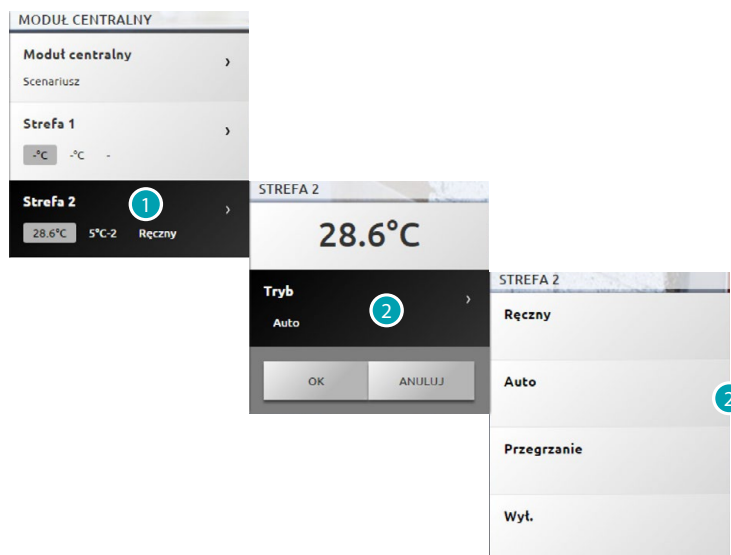 MODUŁ CENTRALNY
Moduł centralny
Scenariusz
Strefa 1
-°C -°C -
Strefa 2
1
28.6°C 5°C-2 Ręczny
STREFA 2
28.6°C
Tryb
2
Auto
OK ANULUJ
STREFA 2
Ręczny
Auto
2
Przegrzanie
Wył.